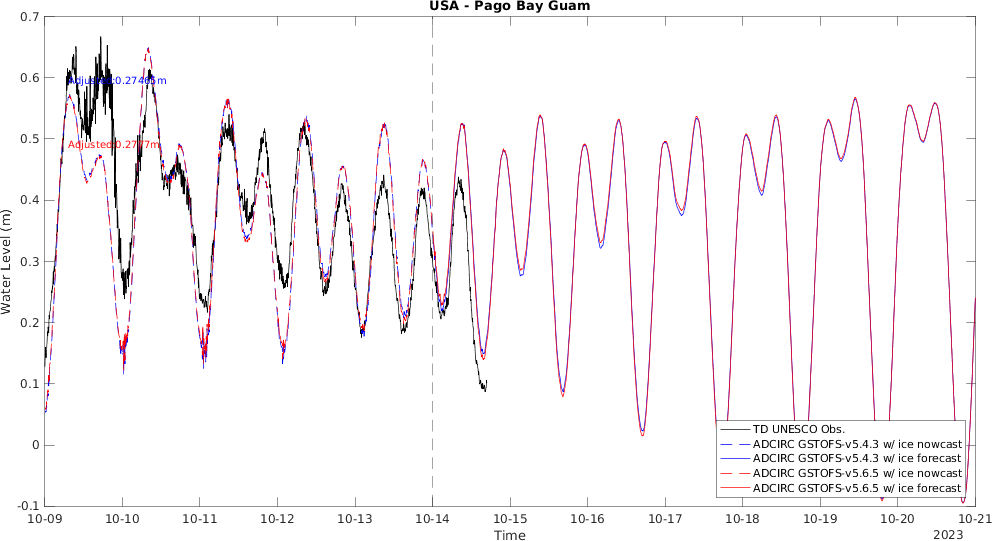 USA - Pago Bay Guam
0.7
0.6
0.5
0.4
0.3
0.2
0.1
0
-0.1
Water Level (m)
Adjusted:0.27465m
Adjusted:0.2777m
10-09 10-10 10-11 10-12 10-13 10-14 10-15 10-16 10-17 10-18 10-19 10-20 10-21
Time
2023
TD UNESCO Obs.
ADCIRC GSTOFS-v5.4.3 w/ ice nowcast
ADCIRC GSTOFS-v5.4.3 w/ ice forecast
ADCIRC GSTOFS-v5.6.5 w/ ice nowcast
ADCIRC GSTOFS-v5.6.5 w/ ice forecast